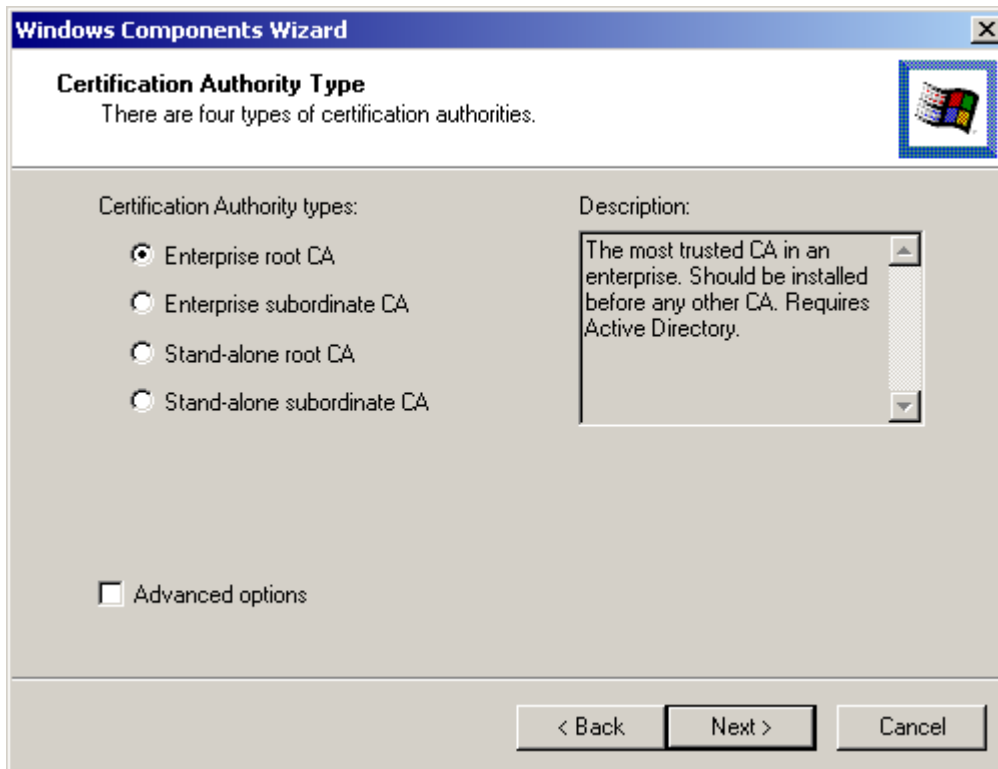 Windows Components Wizard
Certification Authority Type
There are four types of certification authorities.
Certification Authority types:
Enterprise root CA
Enterprise subordinate CA
Stand-alone root CA
Stand-alone subordinate CA
Description:
The most trusted CA in an
enterprise. Should be installed
before any other CA. Requires
Active Directory.
Advanced options
< Back
Next >
Cancel